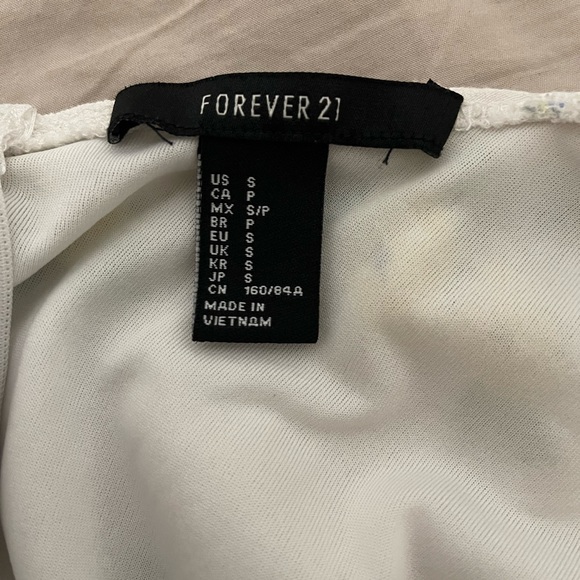 FOREVER 21
US S
CA P
MX S/P
BR P
EU S
UK S
KR S
JP S
CN 160/84A
MADE IN
VIETNAM